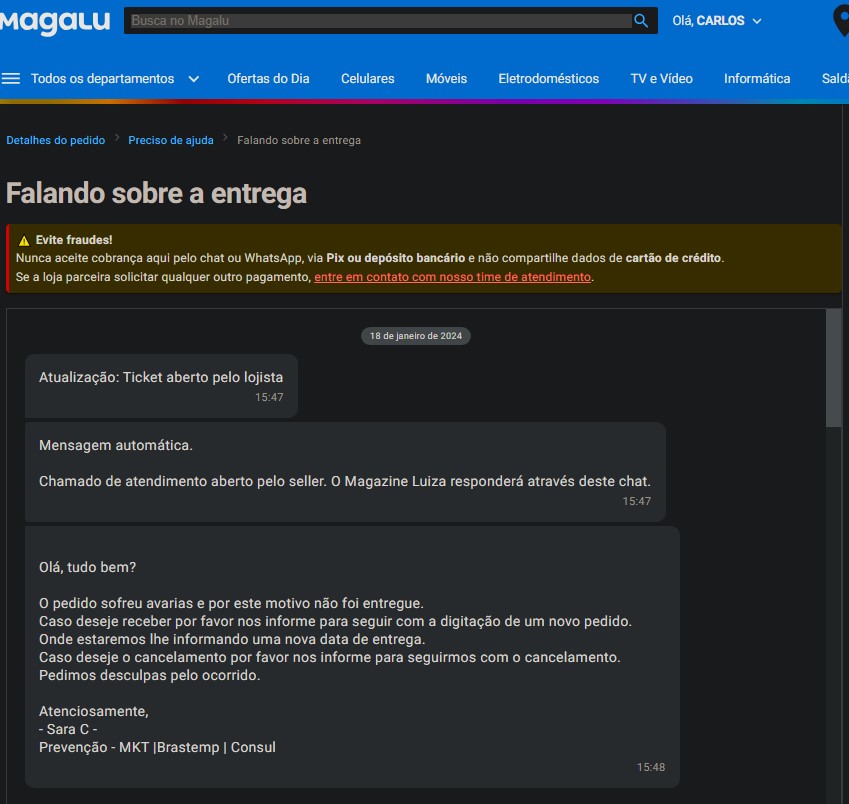 Magalu
Busca no Magalu
Olá, CARLOS
Todos os departamentos
Ofertas do Dia
Celulares
Móveis
Eletrodomésticos
TV e Vídeo
Informática
Detalhes do pedido > Preciso de ajuda > Falando sobre a entrega
Falando sobre a entrega
Evite fraudes!
Nunca aceite cobrança aqui pelo chat ou WhatsApp, via Pix ou depósito bancário e não compartilhe dados de cartão de crédito.
Se a loja parceira solicitar qualquer outro pagamento, entre em contato com nosso time de atendimento.
18 de janeiro de 2024
Atualização: Ticket aberto pelo lojista
15:47
Mensagem automática.
Chamado de atendimento aberto pelo seller. O Magazine Luiza responderá através deste chat.
15:47
Olá, tudo bem?
O pedido sofreu avarias e por este motivo não foi entregue.
Caso deseje receber por favor nos informe para seguir com a digitação de um novo pedido.
Onde estaremos lhe informando uma nova data de entrega.
Caso deseje o cancelamento por favor nos informe para seguirmos com o cancelamento.
Pedimos desculpas pelo ocorrido.
Atenciosamente,
- Sara C -
Prevenção - MKT |Brastemp | Consul
15:48